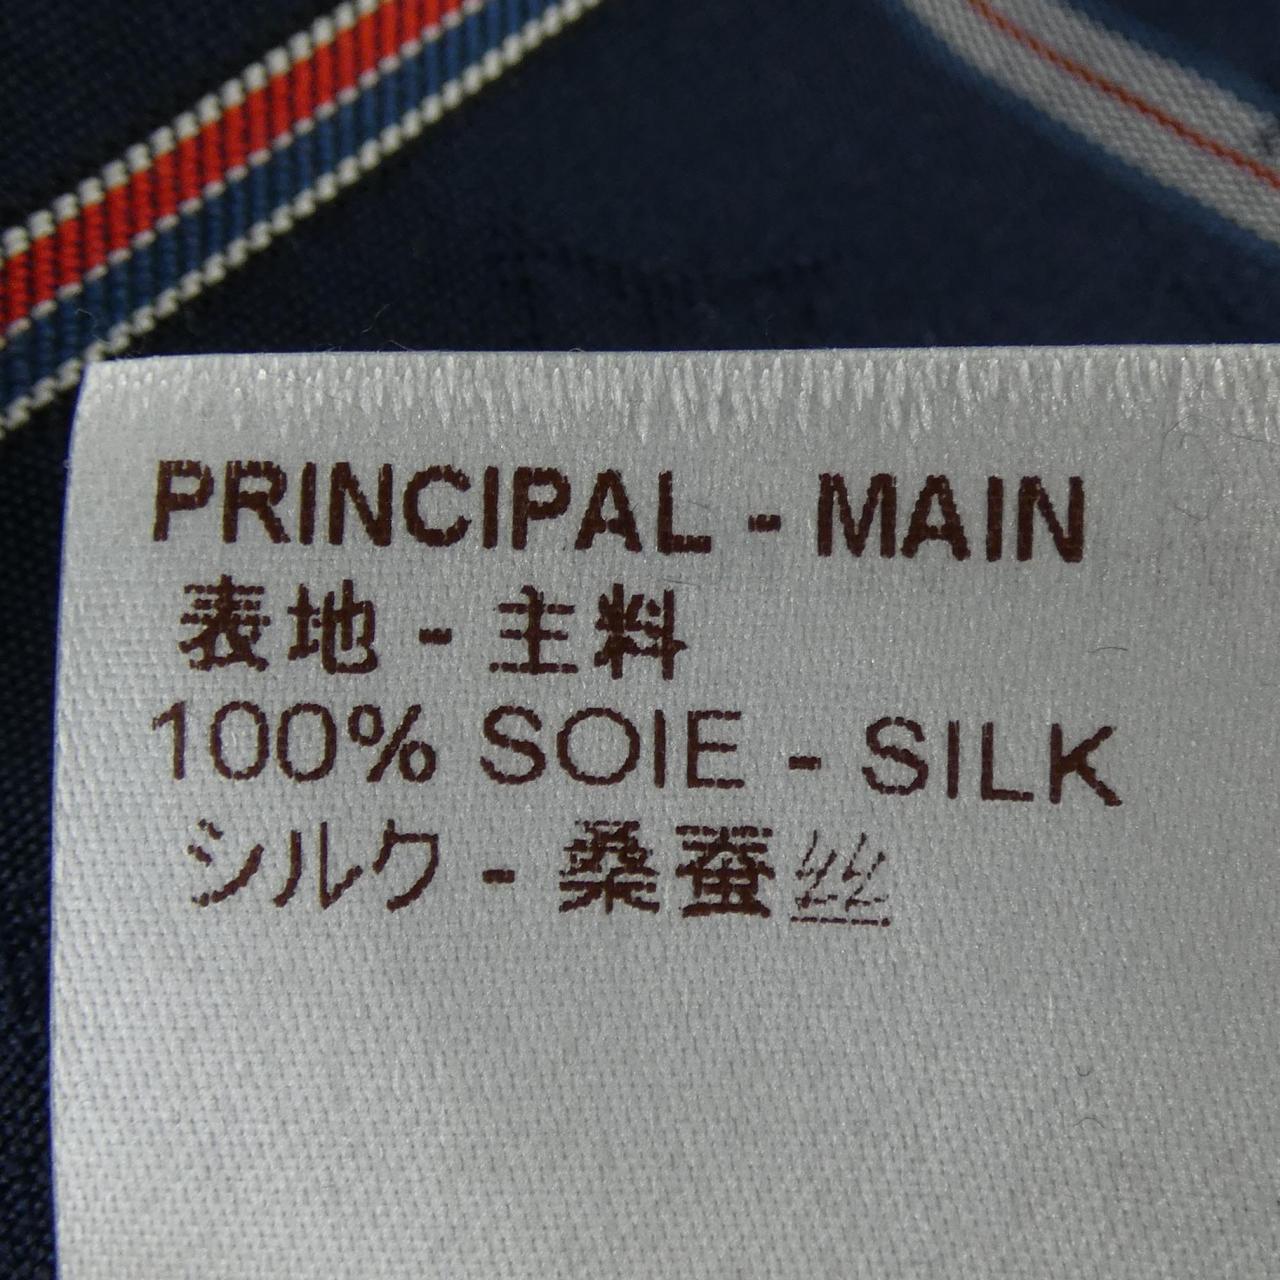 PRINCIPAL - MAIN
表地 - 主料
100% SOIE - SILK
シルク - 桑蚕丝